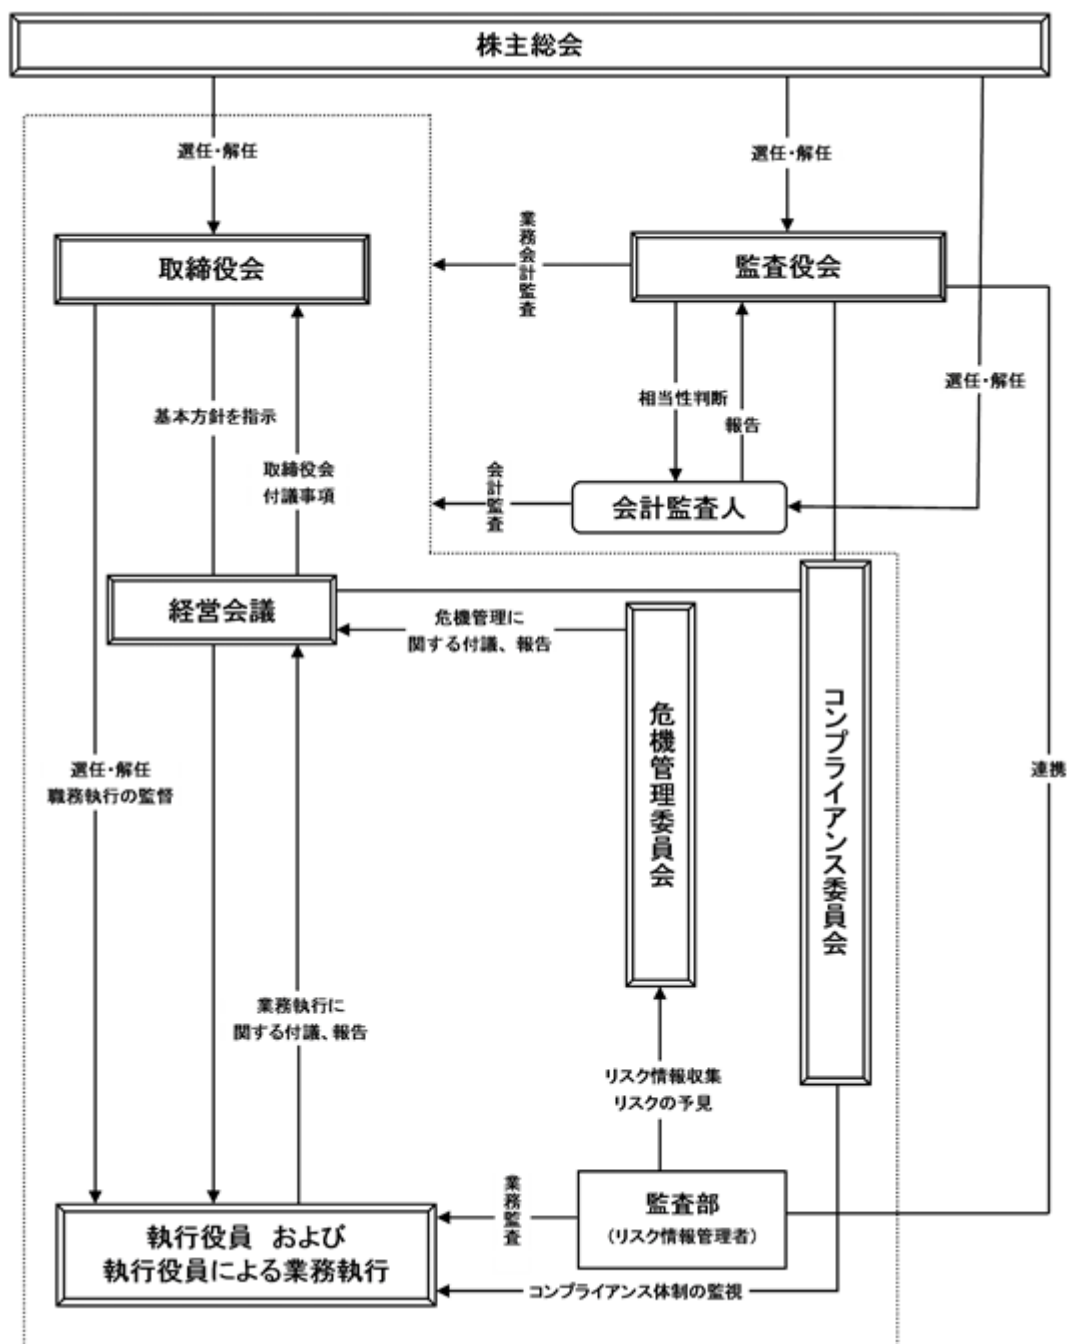 株主総会
選任・解任
選任・解任
業務会計監査
取締役会
監査役会
選任・解任
相当性判断
報告
基本方針を指示
取締役会
付議事項
会計監査
会計監査人
経営会議
危機管理に
関する付議、報告
危機管理委員会
コンプライアンス委員会
選任・解任
職務執行の監督
連携
業務執行に
関する付議、報告
リスク情報収集
リスクの予見
業務監査
監査部
（リスク情報管理者）
執行役員　および
執行役員による業務執行
コンプライアンス体制の監視